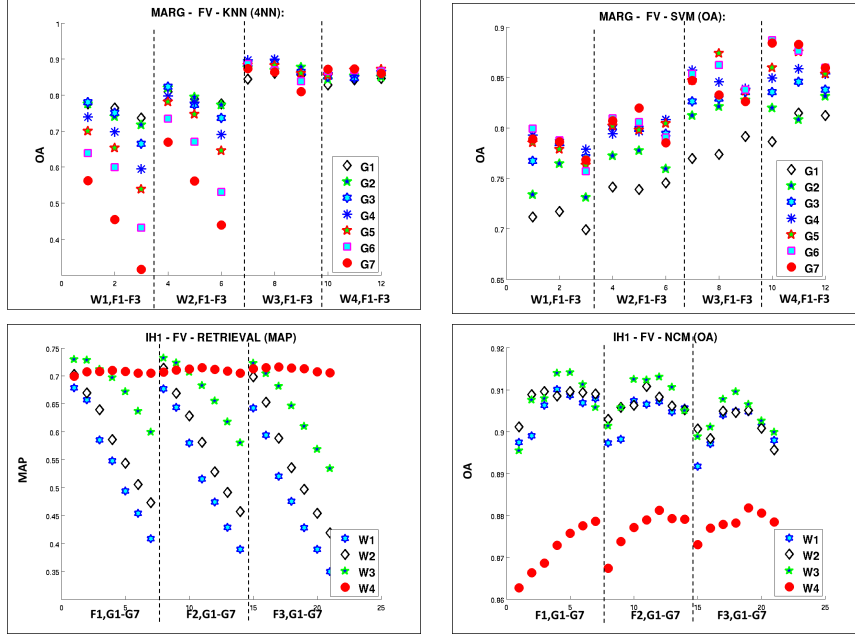 MARG - FV - KNN (4NN):
1
0.9
0.8
0.7
0.6
0.5
0.4
OA
0 2 4 6 8 10 12
W1,F1-F3 W2,F1-F3 W3,F1-F3 W4,F1-F3
G1
G2
G3
G4
G5
G6
G7
MARG - FV - SVM (OA):
0.9
0.85
0.8
0.75
0.7
0.65
OA
0 2 4 6 8 10 12
W1,F1-F3 W2,F1-F3 W3,F1-F3 W4,F1-F3
G1
G2
G3
G4
G5
G6
G7
IH1 - FV - RETRIEVAL (MAP)
0.75
0.7
0.65
0.6
0.55
0.5
0.45
0.4
0.35
MAP
0 5 10 15 20 25
F1,G1-G7 F2,G1-G7 F3,G1-G7
W1
W2
W3
W4
IH1 - FV - NCM (OA)
0.92
0.91
0.9
0.89
0.88
0.87
0.86
OA
0 5 10 15 20 25
F1,G1-G7 F2,G1-G7 F3,G1-G7
W1
W2
W3
W4